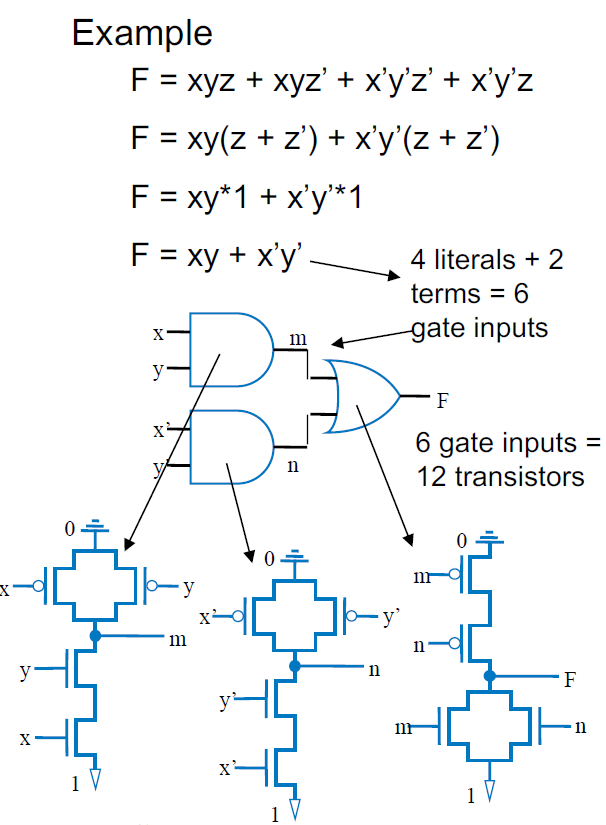 Example
F = xyz + xyz’ + x’y’z’ + x’y’z
F = xy(z + z’) + x’y’(z + z’)
F = xy*1 + x’y’*1
F = xy + x’y’
4 literals + 2
terms = 6
gate inputs
x
y
m
x’
y’
n
F
6 gate inputs =
12 transistors
0
x
y
m
y
x
1
0
x’
y’
n
y’
x’
1
0
m
n
F
m
n
1